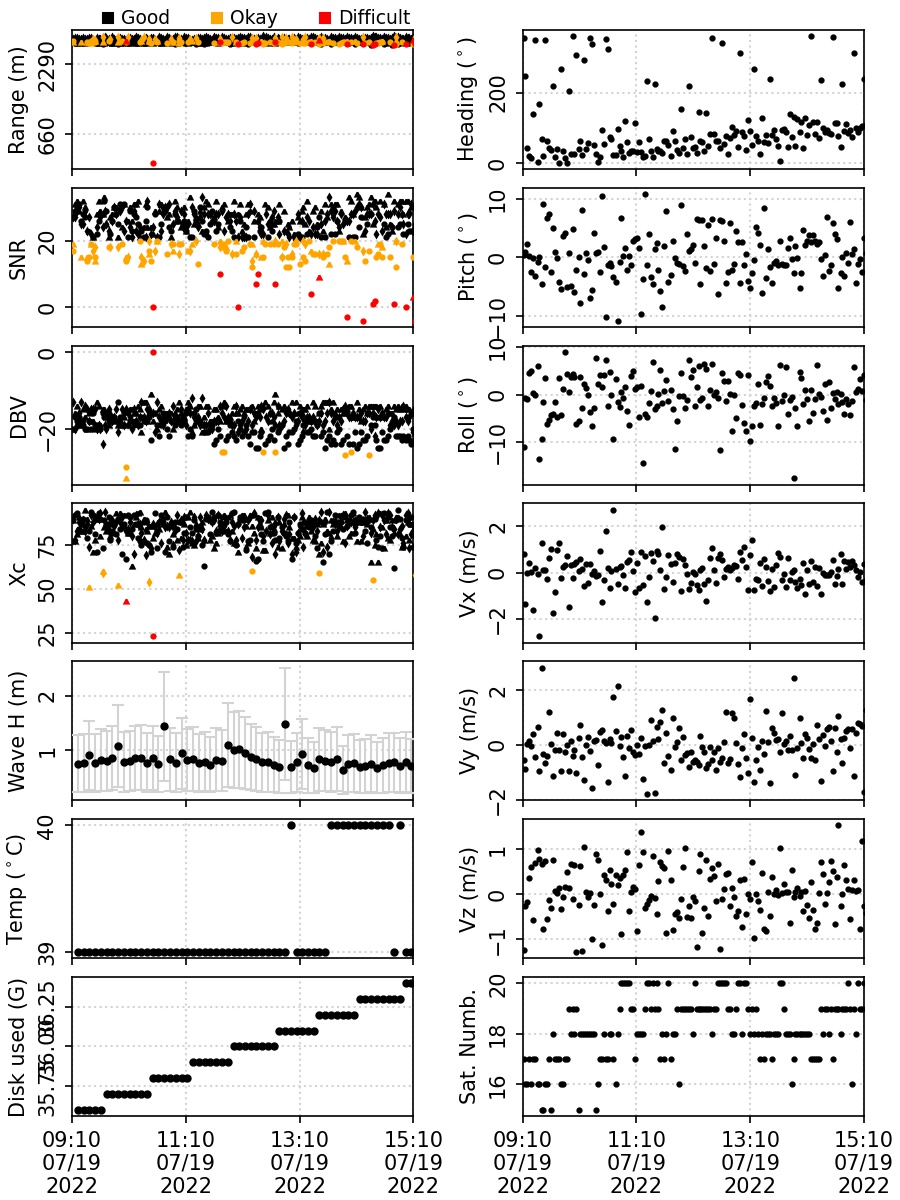 Good Okay Difficult
Range (m)
2290
660
SNR
20
0
DBV
0
−20
Xc
75
50
25
Wave H (m)
2
1
Temp (°C)
40
39
Disk used (G)
36.25
36.00
35.75
09:10 11:10 13:10 15:10
07/19 07/19 07/19 07/19
2022 2022 2022 2022
Heading (°)
200
0
Pitch (°)
10
0
−10
Roll (°)
10
0
−10
Vx (m/s)
2
0
−2
Vy (m/s)
2
0
−2
Vz (m/s)
1
0
−1
Sat. Numb.
20
18
16
09:10 11:10 13:10 15:10
07/19 07/19 07/19 07/19
2022 2022 2022 2022